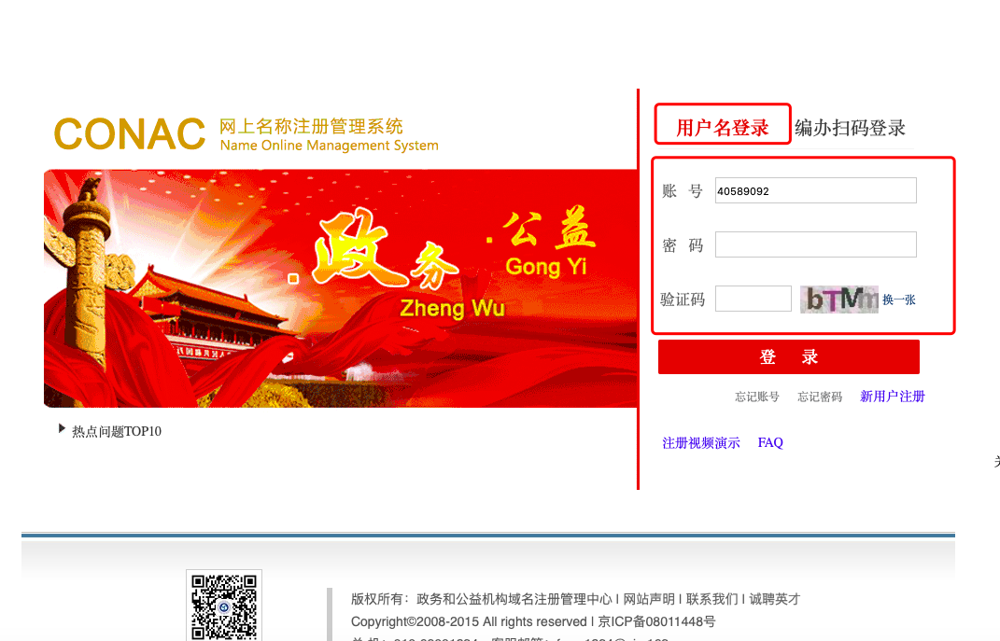 CONAC 网上名称注册管理系统
Name Online Management System
用户名登录 编办扫码登录
·政务
Zheng Wu
·公益
Gong Yi
账 号 40589092
密 码
验证码 bTMm 换一张
登 录
忘记账号 忘记密码 新用户注册
热点问题TOP10
注册视频演示 FAQ
版权所有：政务和公益机构域名注册管理中心 | 网站声明 | 联系我们 | 诚聘英才
Copyright©2008-2015 All rights reserved | 京ICP备08011448号